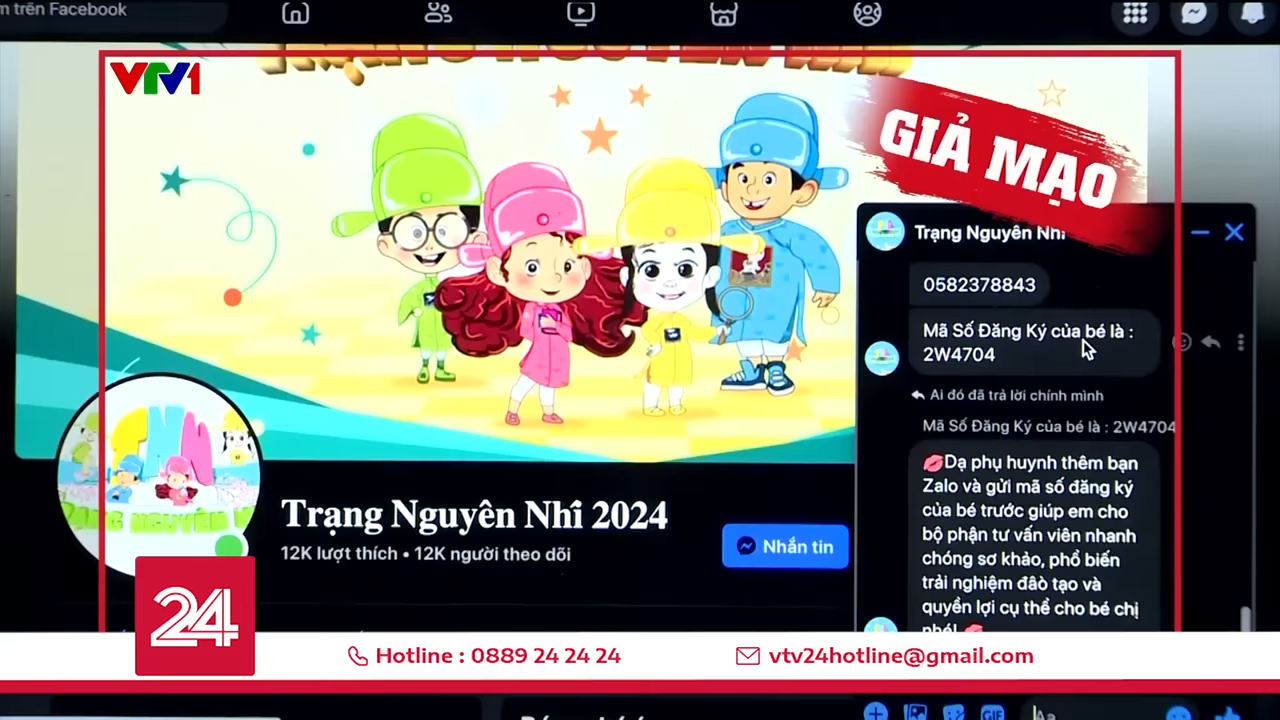 m trên Facebook
VTV1
GIẢ MẠO
Trạng Nguyên Nhí
0582378843
Mã Số Đăng Ký của bé là :
2W4704
Ai đó đã trả lời chính mình
Mã Số Đăng Ký của bé là : 2W4704
💋Dạ phụ huynh thêm bạn
Zalo và gửi mã số đăng ký
của bé trước giúp em cho
bộ phận tư vấn viên nhanh
chóng sơ khảo, phổ biến
trải nghiệm đâò tạo và
quyền lợi cụ thể cho bé chị
nhé! 💋
Trạng Nguyên Nhí 2024
12K lượt thích • 12K người theo dõi
Nhắn tin
24
Hotline : 0889 24 24 24
vtv24hotline@gmail.com
GIF
Aa